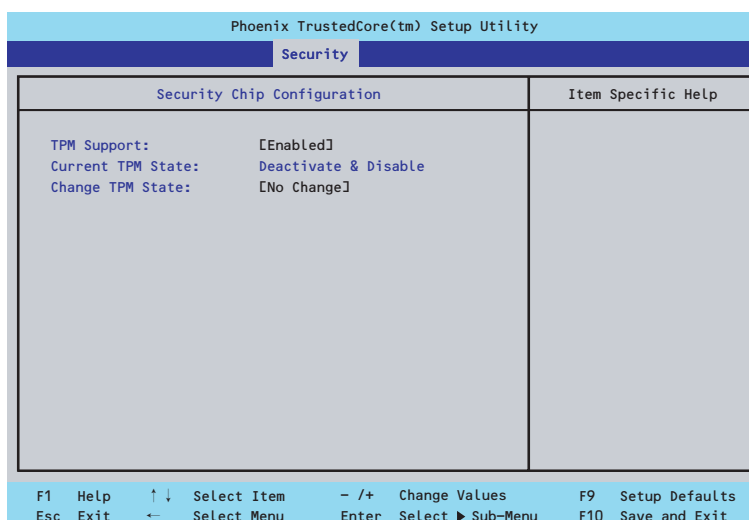 Phoenix TrustedCore(tm) Setup Utility
Security
Security Chip Configuration
Item Specific Help
TPM Support: [Enabled]
Current TPM State: Deactivate & Disable
Change TPM State: [No Change]
F1 Help ↑↓ Select Item - /+ Change Values F9 Setup Defaults
Esc Exit ← Select Menu Enter Select ▶ Sub-Menu F10 Save and Exit